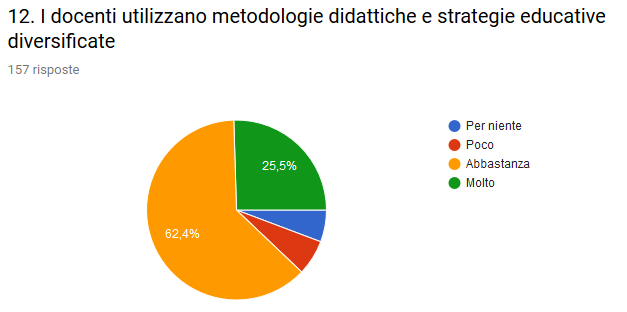 12. I docenti utilizzano metodologie didattiche e strategie educative
diversificate
157 risposte
25,5%
62,4%
Per niente
Poco
Abbastanza
Molto